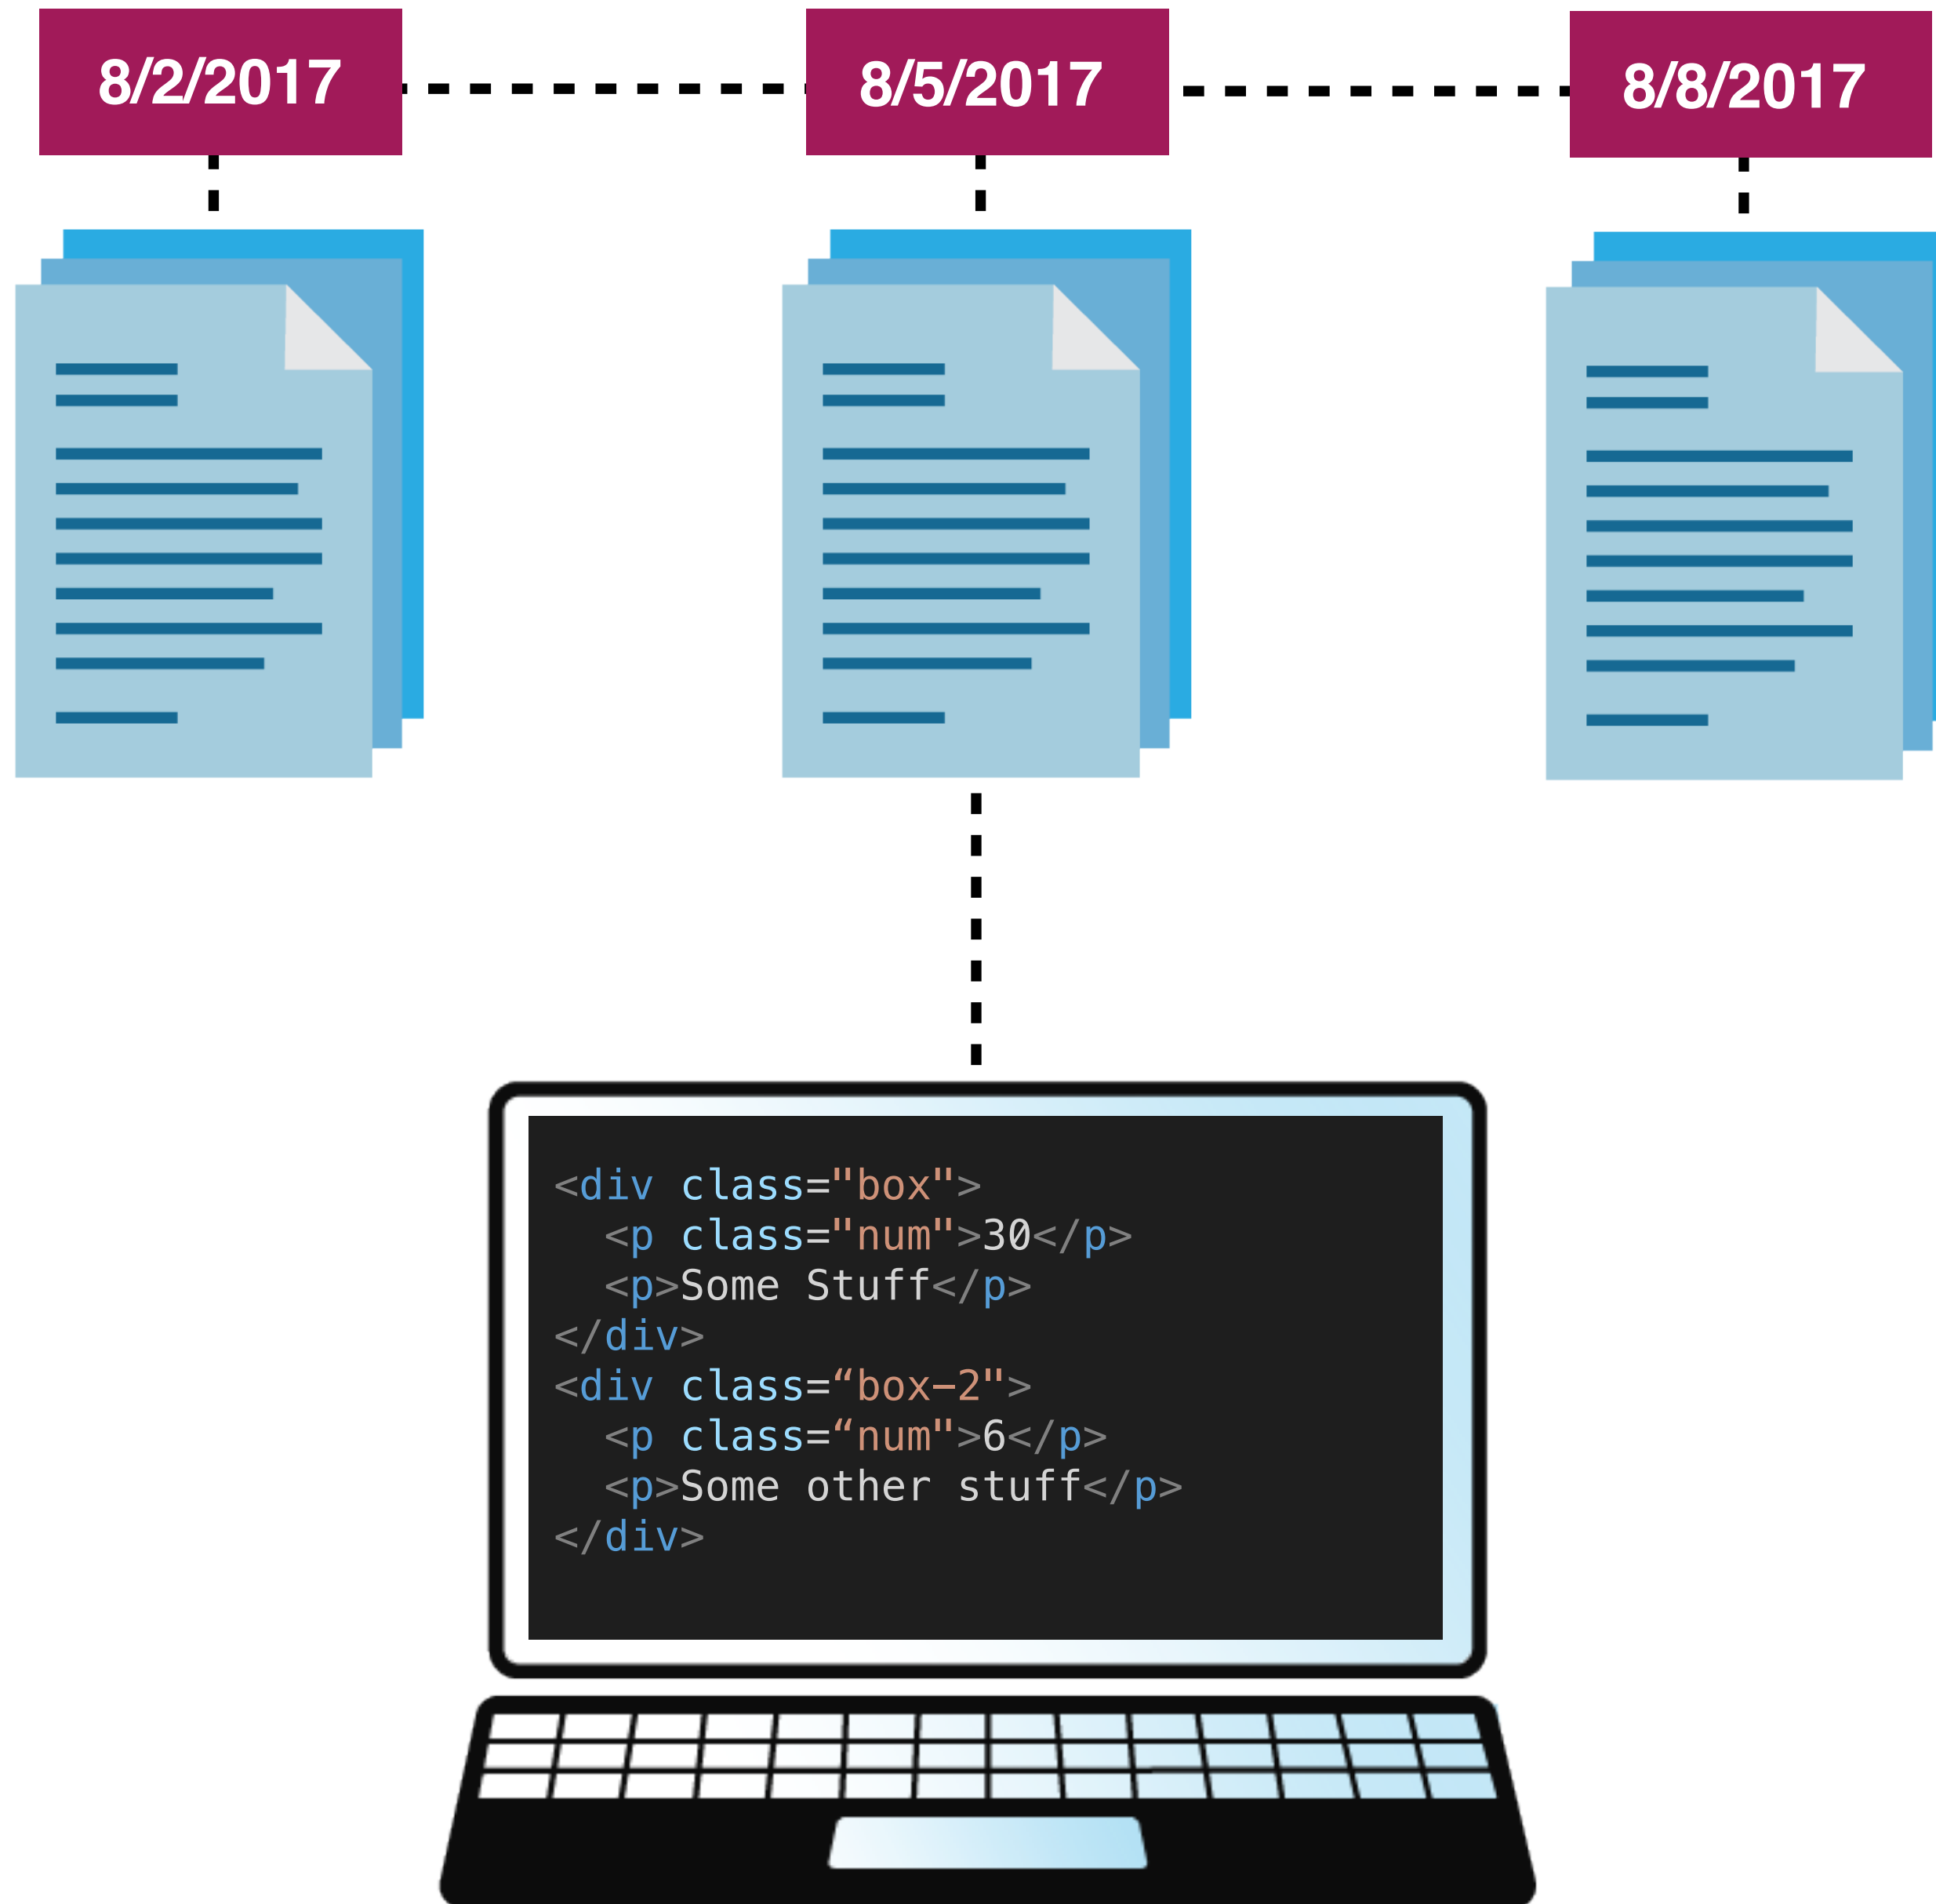 8/2/2017
8/5/2017
8/8/2017
<div class="box">
  <p class="num">30</p>
  <p>Some Stuff</p>
</div>
<div class=“box-2">
  <p class=“num">6</p>
  <p>Some other stuff</p>
</div>